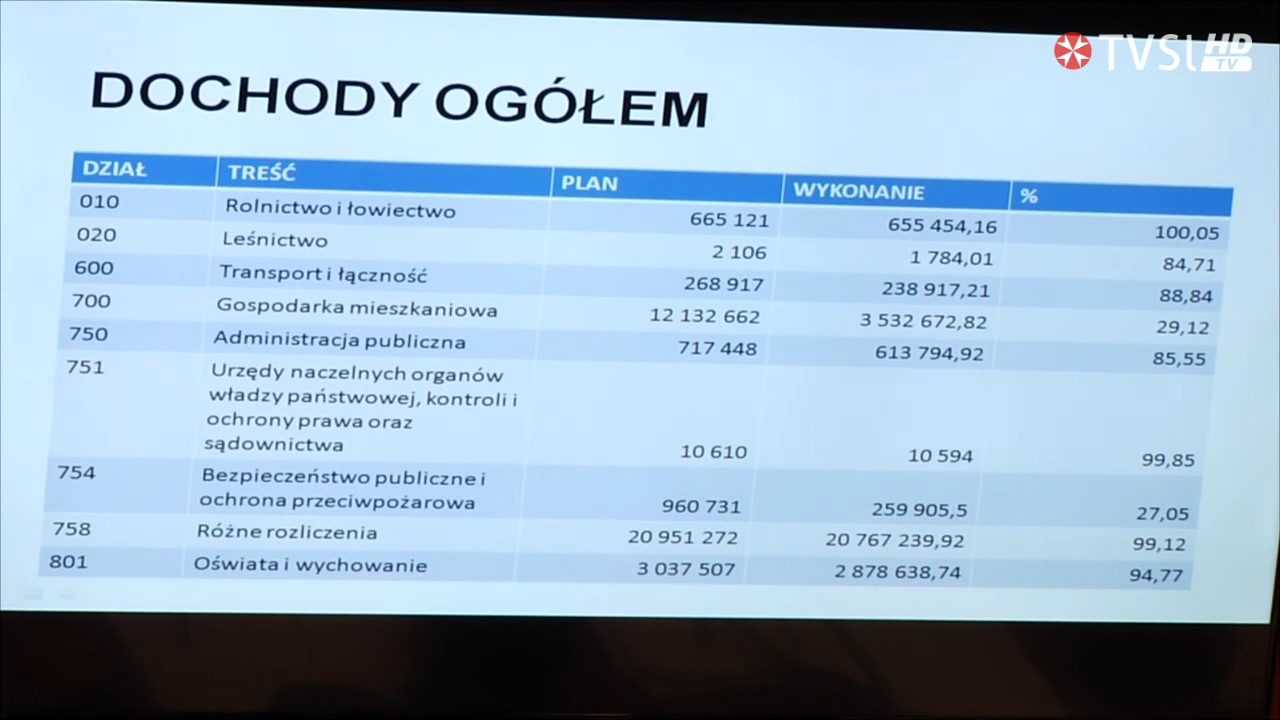 TVSL HD TV
DOCHODY OGÓŁEM
DZIAŁ TREŚĆ PLAN WYKONANIE %
010 Rolnictwo i łowiectwo 665 121 655 454,16 100,05
020 Leśnictwo 2 106 1 784,01 84,71
600 Transport i łączność 268 917 238 917,21 88,84
700 Gospodarka mieszkaniowa 12 132 662 3 532 672,82 29,12
750 Administracja publiczna 717 448 613 794,92 85,55
751 Urzędy naczelnych organów
władzy państwowej, kontroli i
ochrony prawa oraz
sądownictwa 10 610 10 594 99,85
754 Bezpieczeństwo publiczne i
ochrona przeciwpożarowa 960 731 259 905,5 27,05
758 Różne rozliczenia 20 951 272 20 767 239,92 99,12
801 Oświata i wychowanie 3 037 507 2 878 638,74 94,77